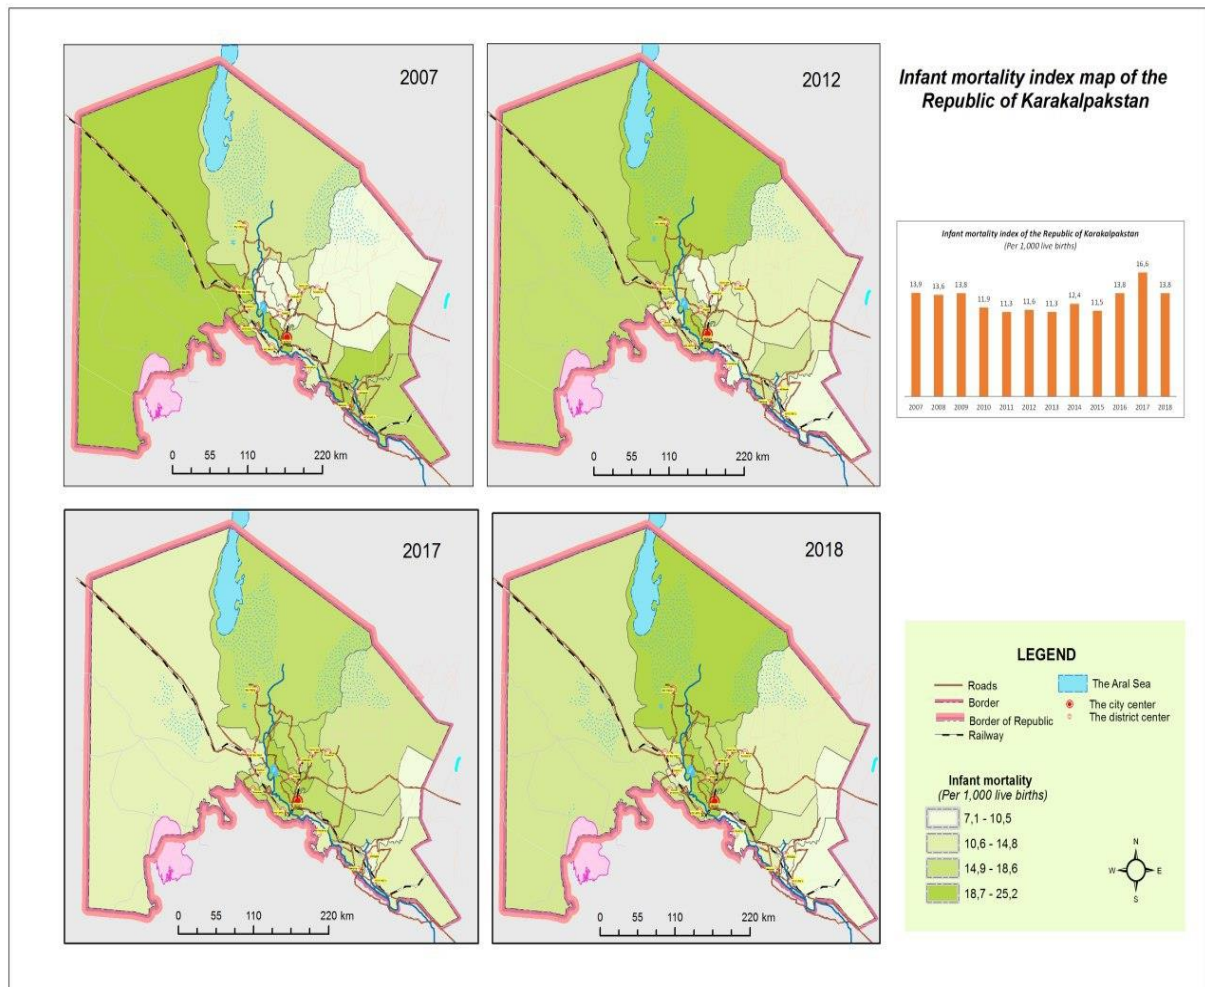 2007
0 55 110 220 km
2012
0 55 110 220 km
Infant mortality index map of the
Republic of Karakalpakstan
Infant mortality index of the Republic of Karakalpakstan
(Per 1,000 live births)
13,9 13,6 13,8 11,9 11,3 11,6 11,3 12,4 11,5 13,8 16,6 13,8
2007 2008 2009 2010 2011 2012 2013 2014 2015 2016 2017 2018
2017
0 55 110 220 km
2018
0 55 110 220 km
LEGEND
Roads
Border
Border of Republic
Railway
The Aral Sea
The city center
The district center
Infant mortality
(Per 1,000 live births)
7,1 - 10,5
10,6 - 14,8
14,9 - 18,6
18,7 - 25,2
N
W E
S